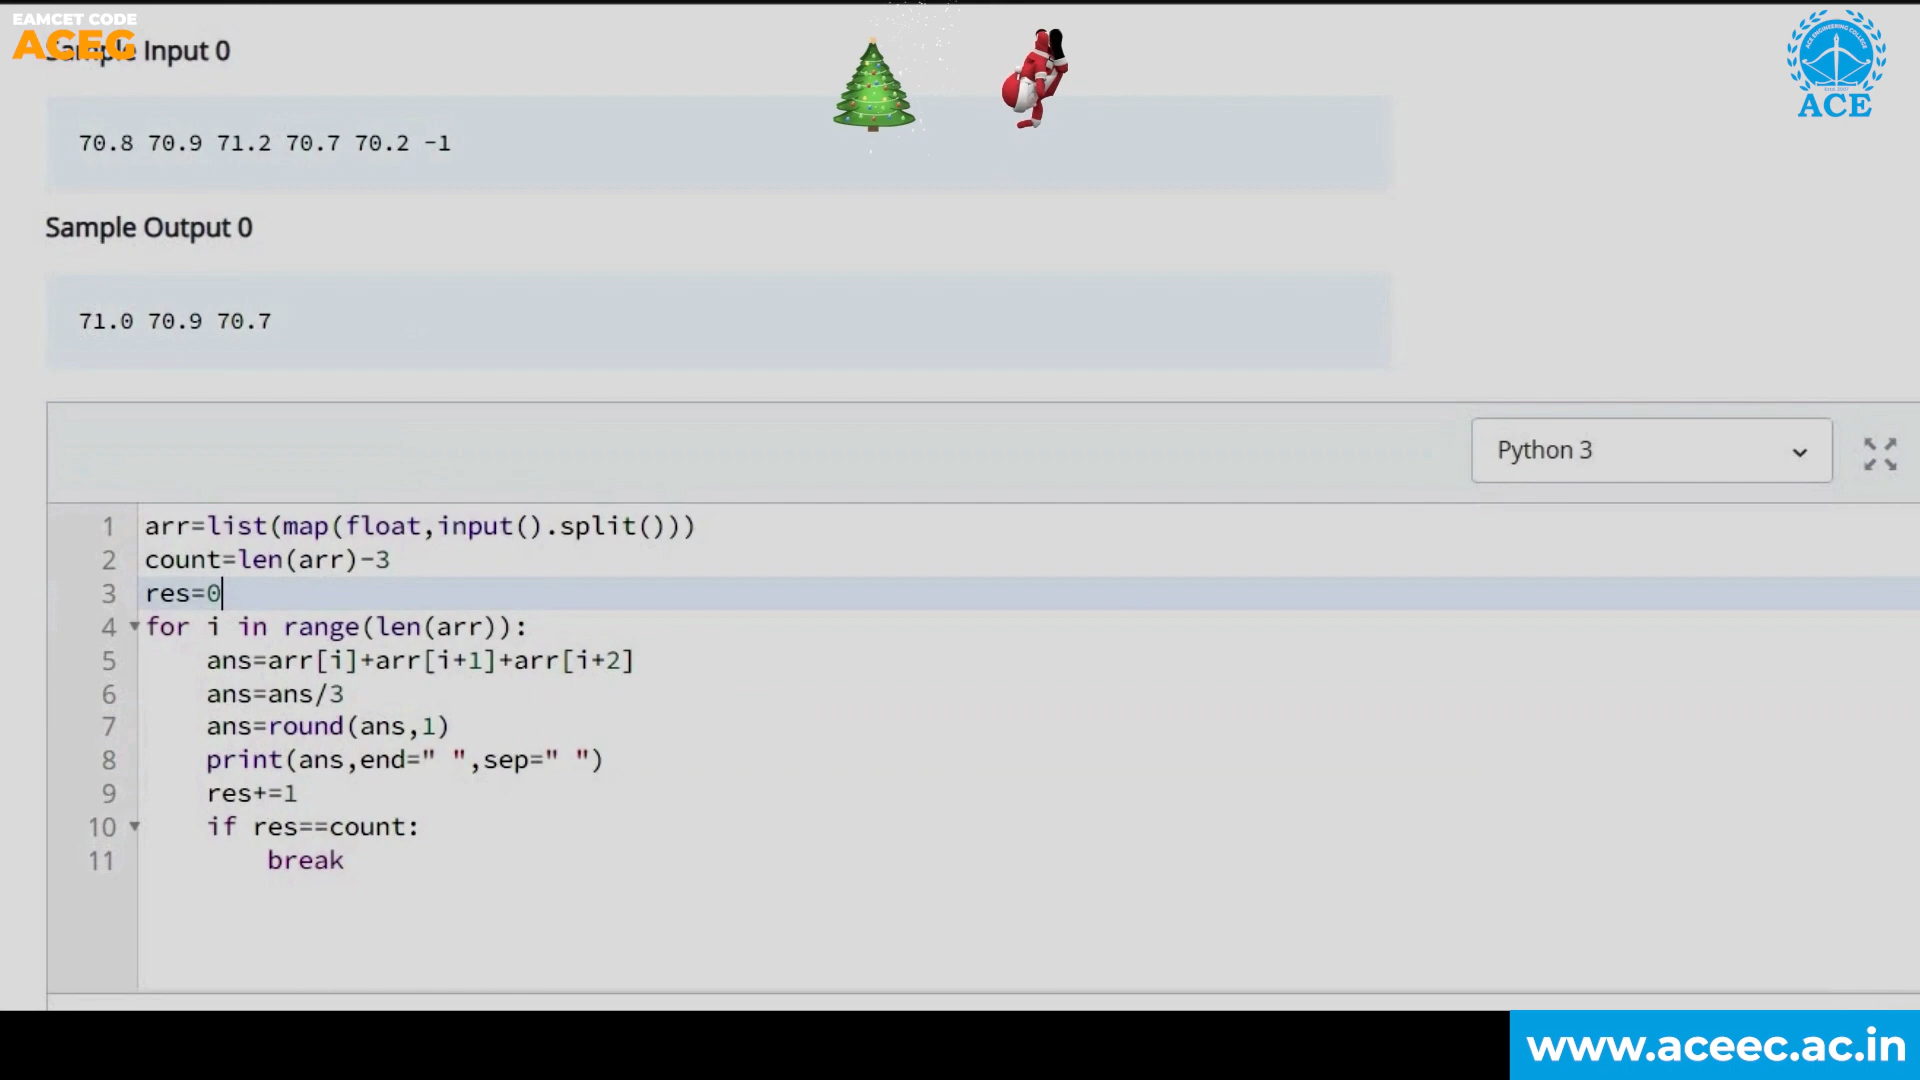 EAMCET CODE
ACEG
Sample Input 0
70.8 70.9 71.2 70.7 70.2 -1
ACE
Sample Output 0
71.0 70.9 70.7
Python 3
1 arr=list(map(float,input().split()))
2 count=len(arr)-3
3 res=0
4 for i in range(len(arr)):
5 ans=arr[i]+arr[i+1]+arr[i+2]
6 ans=ans/3
7 ans=round(ans,1)
8 print(ans,end=" ",sep=" ")
9 res+=1
10 if res==count:
11 break
www.aceec.ac.in